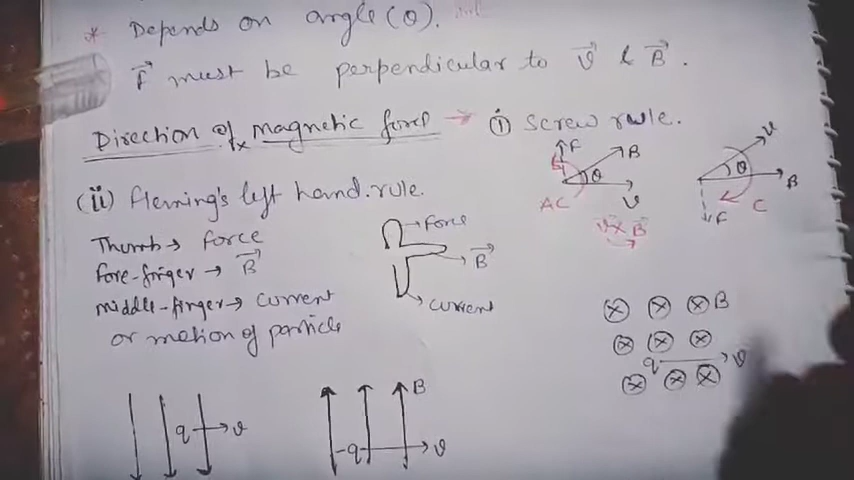 * Depends on angle (θ).
F⃗ must be perpendicular to v⃗ & B⃗.
Direction of magnetic force → (i) Screw rule.
F B θ v AC
v⃗ × B⃗
v θ B F C
(ii) Fleming's left hand. rule.
Thumb → force
Fore-finger → B⃗
middle-finger → current
or motion of particle
Force
B⃗
current
B
q v
q v
B
q v